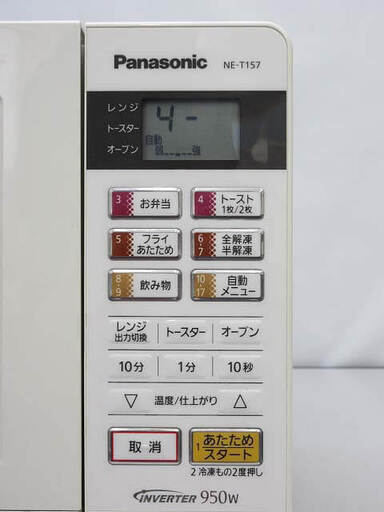 Panasonic NE-T157
レンジ
トースター
オーブン
4-
自動
弱 強
3 お弁当
4 トースト
1枚/2枚
5 フライ
あたため
6・7 全解凍
半解凍
8・9 飲み物
10・17 自動
メニュー
レンジ
出力切換
トースター
オーブン
10分
1分
10秒
▽ 温度/仕上がり △
取消
1 あたため
スタート
2 冷凍もの2度押し
INVERTER 950W